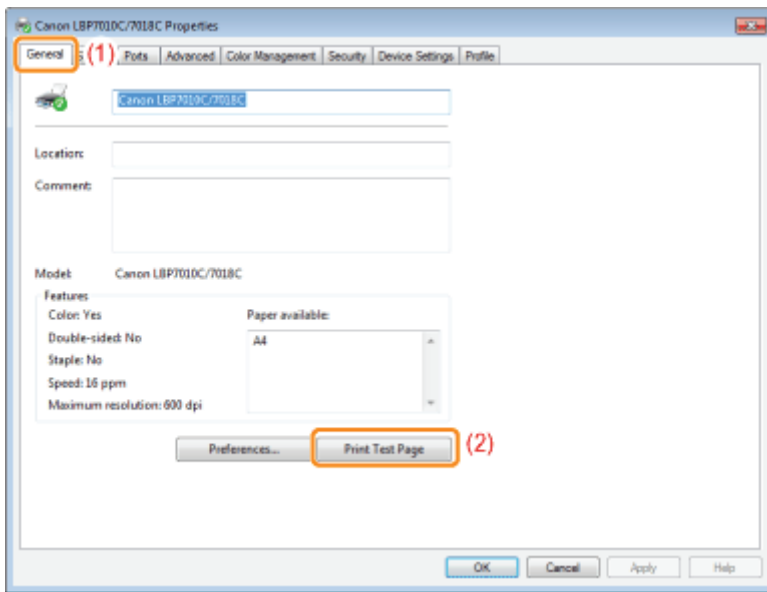 Canon LBP7010C/7018C Properties
General S (1) Ports Advanced Color Management Security Device Settings Profile
Canon LBP7010C/7018C
Location:
Comment:
Model: Canon LBP7010C/7018C
Features
Color: Yes Paper available:
Double-sided: No A4
Staple: No
Speed: 16 ppm
Maximum resolution: 600 dpi
Preferences... Print Test Page (2)
OK Cancel Apply Help